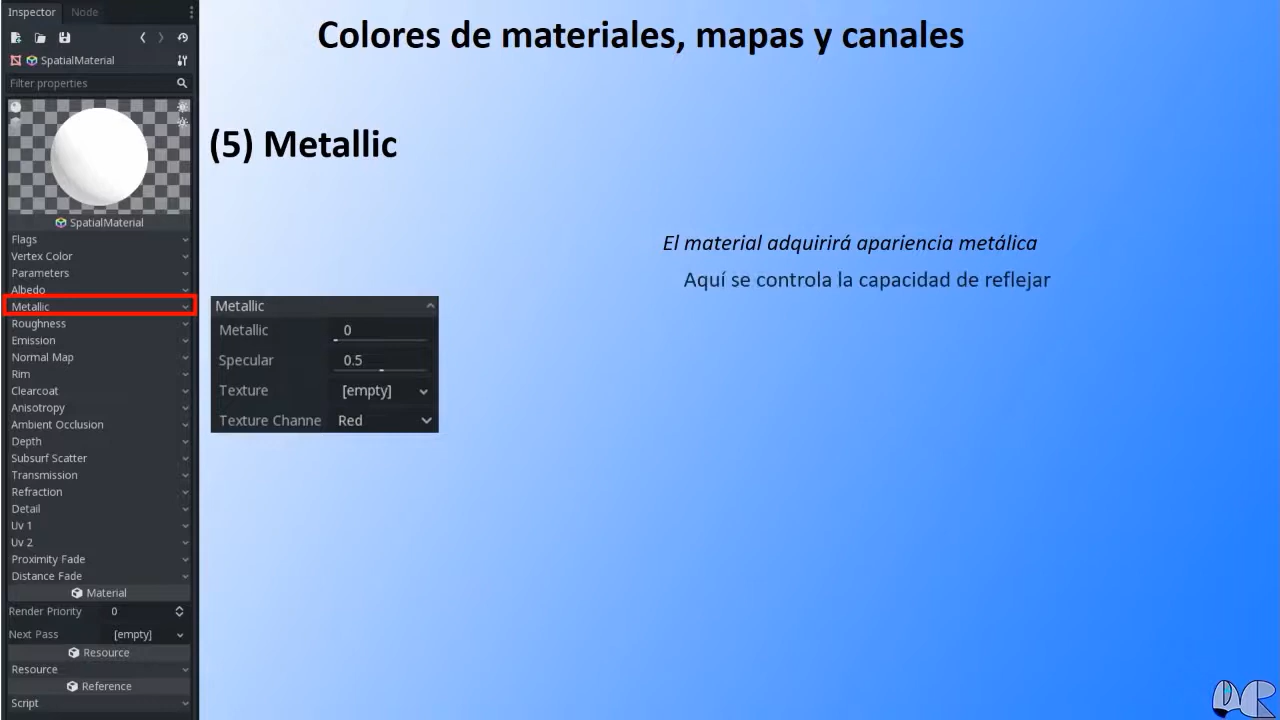 Inspector Node
SpatialMaterial
Filter properties
SpatialMaterial
Flags
Vertex Color
Parameters
Albedo
Metallic
Roughness
Emission
Normal Map
Rim
Clearcoat
Anisotropy
Ambient Occlusion
Depth
Subsurf Scatter
Transmission
Refraction
Detail
Uv 1
Uv 2
Proximity Fade
Distance Fade
Material
Render Priority 0
Next Pass [empty]
Resource
Resource
Reference
Script
Colores de materiales, mapas y canales
(5) Metallic
El material adquirirá apariencia metálica
Aquí se controla la capacidad de reflejar
Metallic
Metallic 0
Specular 0.5
Texture [empty]
Texture Channe Red